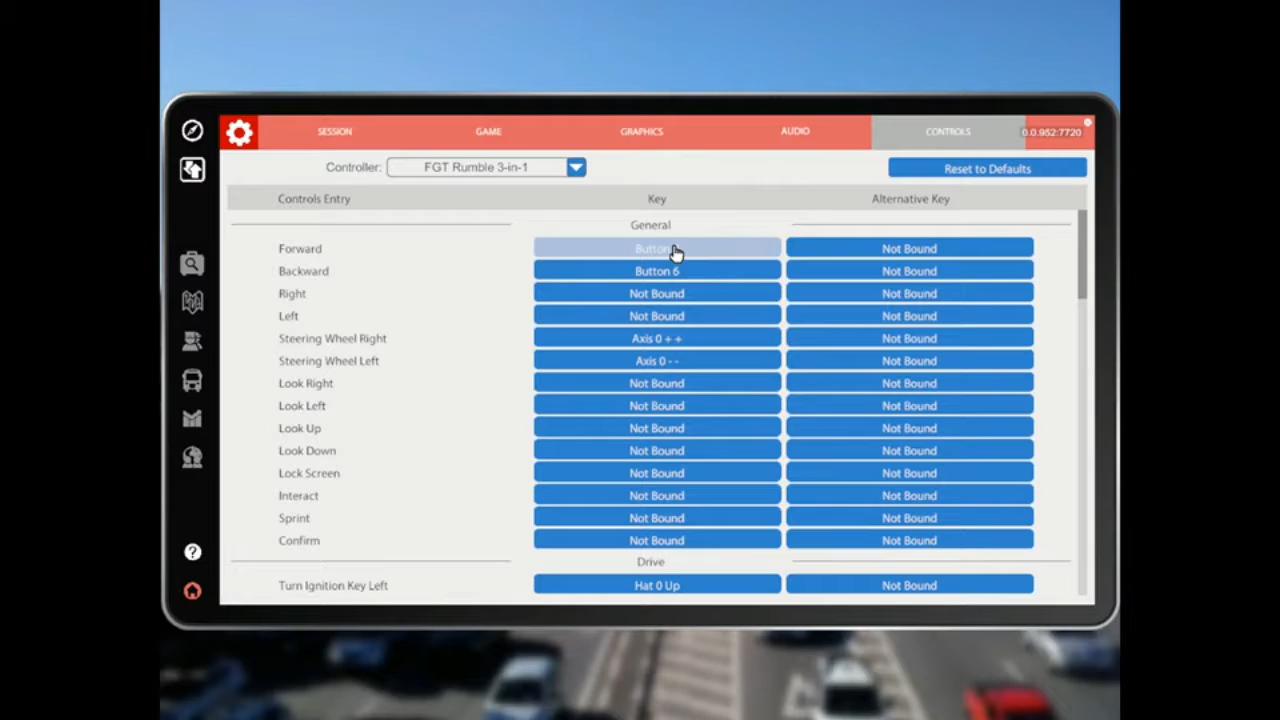 SESSION GAME GRAPHICS AUDIO CONTROLS 0.0.952:7720
Controller: FGT Rumble 3-in-1 Reset to Defaults
Controls Entry Key Alternative Key
General
Forward Button Not Bound
Backward Button 6 Not Bound
Right Not Bound Not Bound
Left Not Bound Not Bound
Steering Wheel Right Axis 0 + + Not Bound
Steering Wheel Left Axis 0 - - Not Bound
Look Right Not Bound Not Bound
Look Left Not Bound Not Bound
Look Up Not Bound Not Bound
Look Down Not Bound Not Bound
Lock Screen Not Bound Not Bound
Interact Not Bound Not Bound
Sprint Not Bound Not Bound
Confirm Not Bound Not Bound
Drive
Turn Ignition Key Left Hat 0 Up Not Bound
?